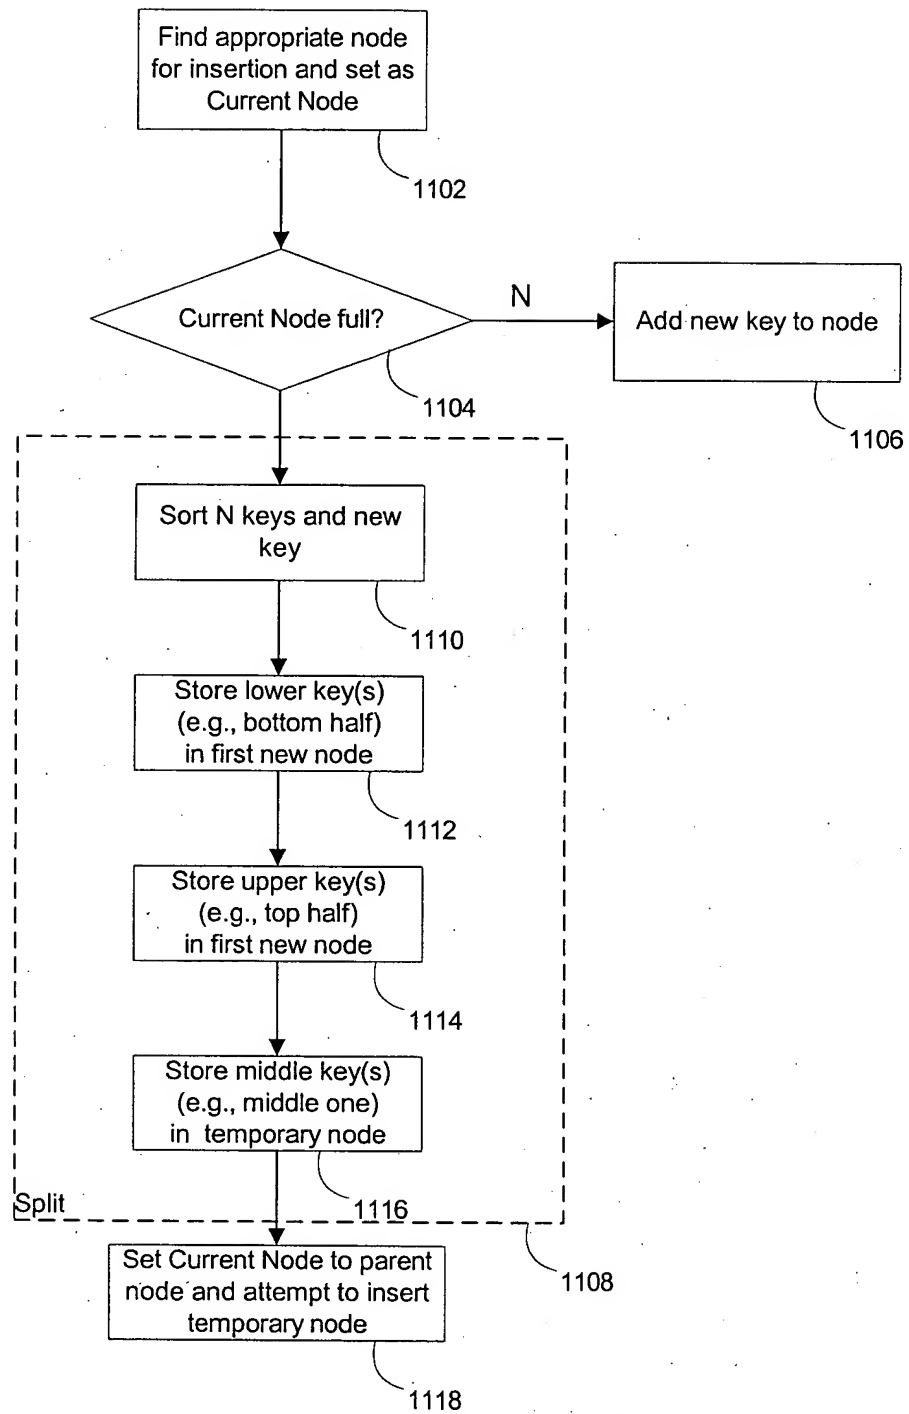 Find appropriate node
for insertion and set as
Current Node
1102
Current Node full?
N
1104
Add new key to node
1106
Sort N keys and new
key
1110
Store lower key(s)
(e.g., bottom half)
in first new node
1112
Store upper key(s)
(e.g., top half)
in first new node
1114
Store middle key(s)
(e.g., middle one)
in temporary node
1116
Split
1108
Set Current Node to parent
node and attempt to insert
temporary node
1118